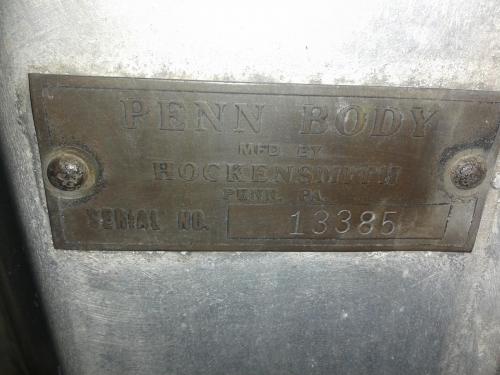 PENN BODY
MFD BY
HOCKENSMITH
PENN. PA.
SERIAL NO. 13385